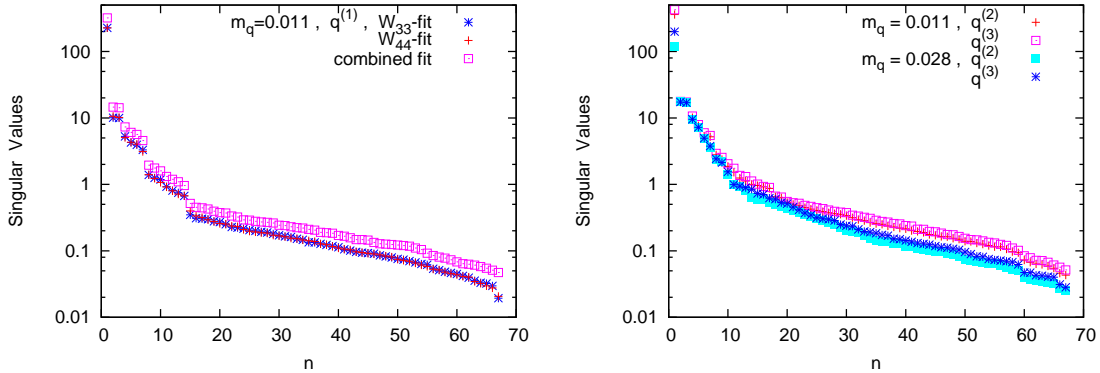 m_q=0.011 , q^(1) , W_33-fit
W_44-fit
combined fit
Singular Values
100
10
1
0.1
0.01
0 10 20 30 40 50 60 70
n
m_q = 0.011 , q^(2)
q^(3)
m_q = 0.028 , q^(2)
q^(3)
Singular Values
100
10
1
0.1
0.01
0 10 20 30 40 50 60 70
n